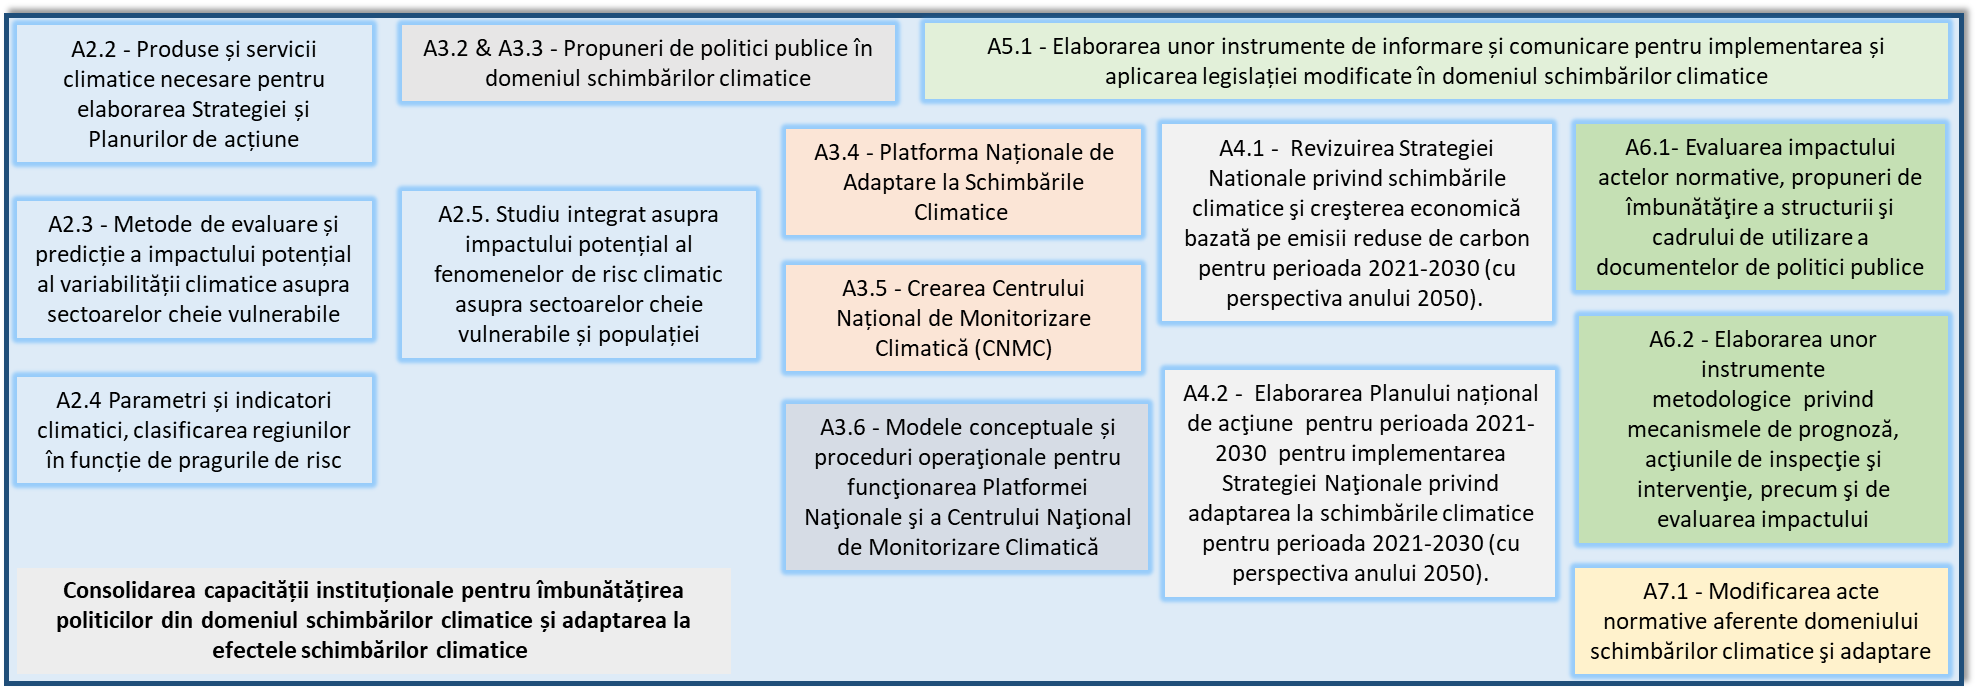 A2.2 - Produse și servicii
climatice necesare pentru
elaborarea Strategiei și
Planurilor de acțiune
A2.3 - Metode de evaluare și
predicție a impactului potențial
al variabilității climatice asupra
sectoarelor cheie vulnerabile
A2.4 Parametri și indicatori
climatici, clasificarea regiunilor
în funcție de pragurile de risc
A3.2 & A3.3 - Propuneri de politici publice în
domeniul schimbărilor climatice
A2.5. Studiu integrat asupra
impactului potențial al
fenomenelor de risc climatic
asupra sectoarelor cheie
vulnerabile și populației
A5.1 - Elaborarea unor instrumente de informare și comunicare pentru implementarea și
aplicarea legislației modificate în domeniul schimbărilor climatice
A3.4 - Platforma Naționale de
Adaptare la Schimbările
Climatice
A3.5 - Crearea Centrului
Național de Monitorizare
Climatică (CNMC)
A3.6 - Modele conceptuale și
proceduri operaţionale pentru
funcţionarea Platformei
Naţionale şi a Centrului Naţional
de Monitorizare Climatică
A4.1 - Revizuirea Strategiei
Nationale privind schimbările
climatice şi creşterea economică
bazată pe emisii reduse de carbon
pentru perioada 2021-2030 (cu
perspectiva anului 2050).
A4.2 - Elaborarea Planului național
de acţiune pentru perioada 2021-
2030 pentru implementarea
Strategiei Naţionale privind
adaptarea la schimbările climatice
pentru perioada 2021-2030 (cu
perspectiva anului 2050).
A6.1- Evaluarea impactului
actelor normative, propuneri de
îmbunătăţire a structurii şi
cadrului de utilizare a
documentelor de politici publice
A6.2 - Elaborarea unor
instrumente
metodologice privind
mecanismele de prognoză,
acţiunile de inspecţie şi
intervenţie, precum şi de
evaluarea impactului
A7.1 - Modificarea acte
normative aferente domeniului
schimbărilor climatice şi adaptare
Consolidarea capacității instituționale pentru îmbunătățirea
politicilor din domeniul schimbărilor climatice și adaptarea la
efectele schimbărilor climatice